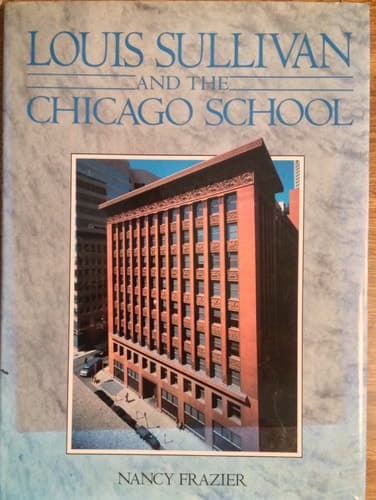 LOUIS SULLIVAN
AND THE
CHICAGO SCHOOL
NANCY FRAZIER